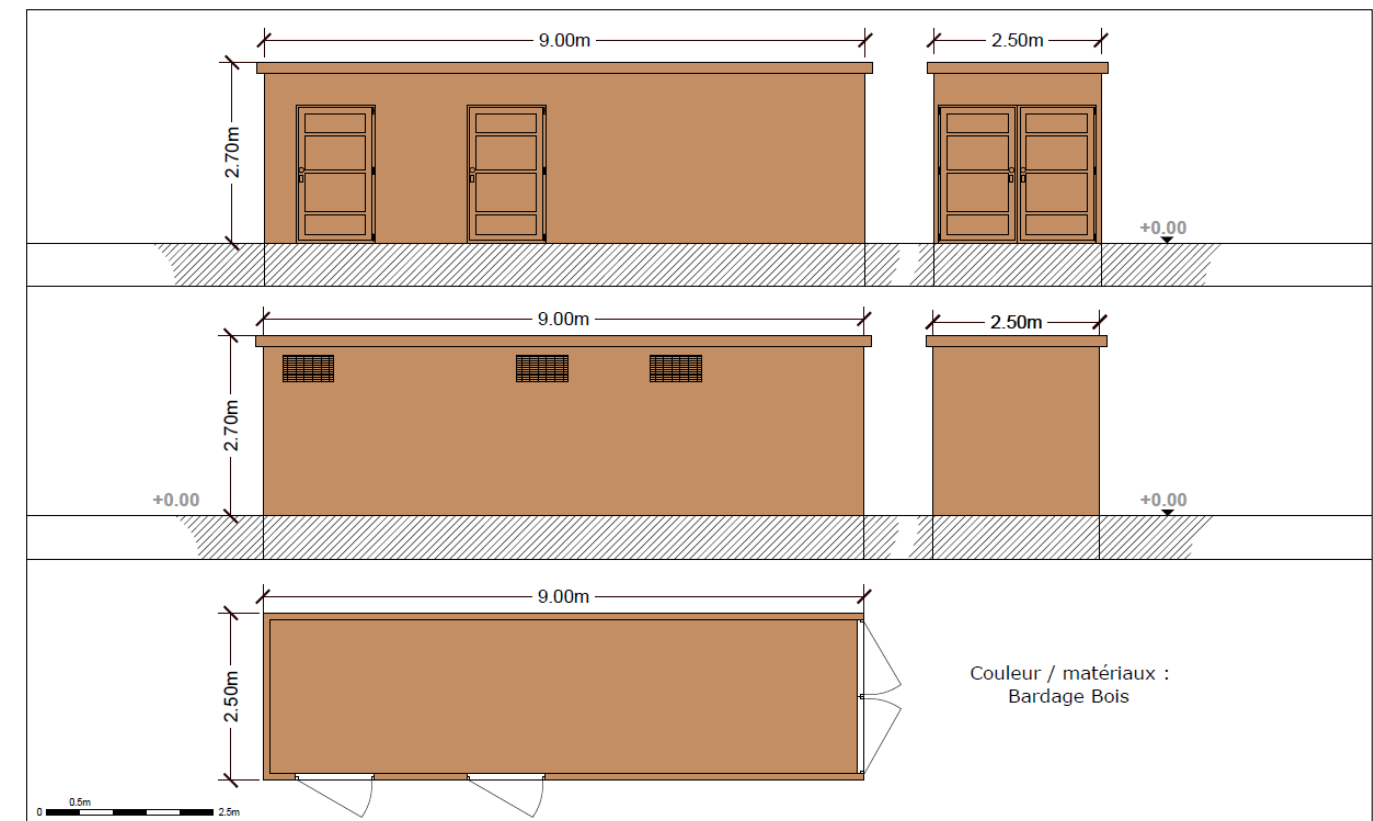 9.00m
2.50m
2.70m
+0.00
9.00m
2.50m
2.70m
+0.00
+0.00
9.00m
2.50m
Couleur / matériaux :
Bardage Bois
0
0.5m
2.5m